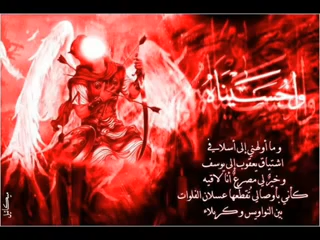 واحسيناه
وما أولهني إلى أسلافي
اشتياق يعقوب إلى يوسف
وخير لي مصرع أنا لاقيه
كأني بأوصالي تقطعها عسلان الفلوات
بين النواويس وكربلاء